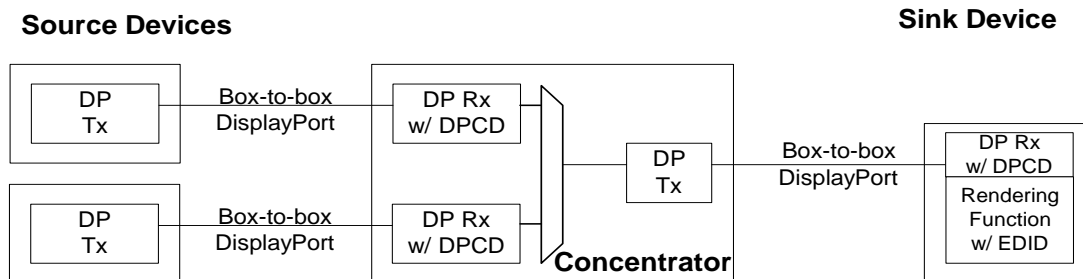 Source Devices
Sink Device
DP
Tx
Box-to-box
DisplayPort
DP Rx
w/ DPCD
DP
Tx
Box-to-box
DisplayPort
DP Rx
w/ DPCD
DP
Tx
Concentrator
Box-to-box
DisplayPort
DP Rx
w/ DPCD
Rendering
Function
w/ EDID